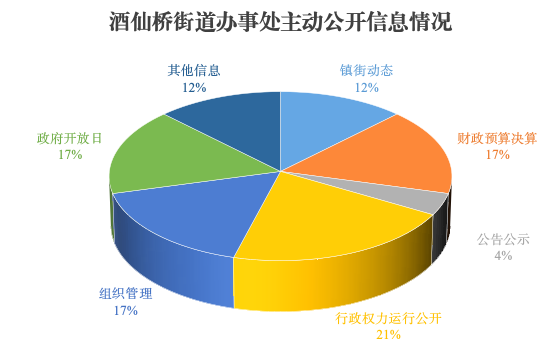 酒仙桥街道办事处主动公开信息情况
其他信息
12%
镇街动态
12%
政府开放日
17%
财政预算决算
17%
公告公示
4%
组织管理
17%
行政权力运行公开
21%